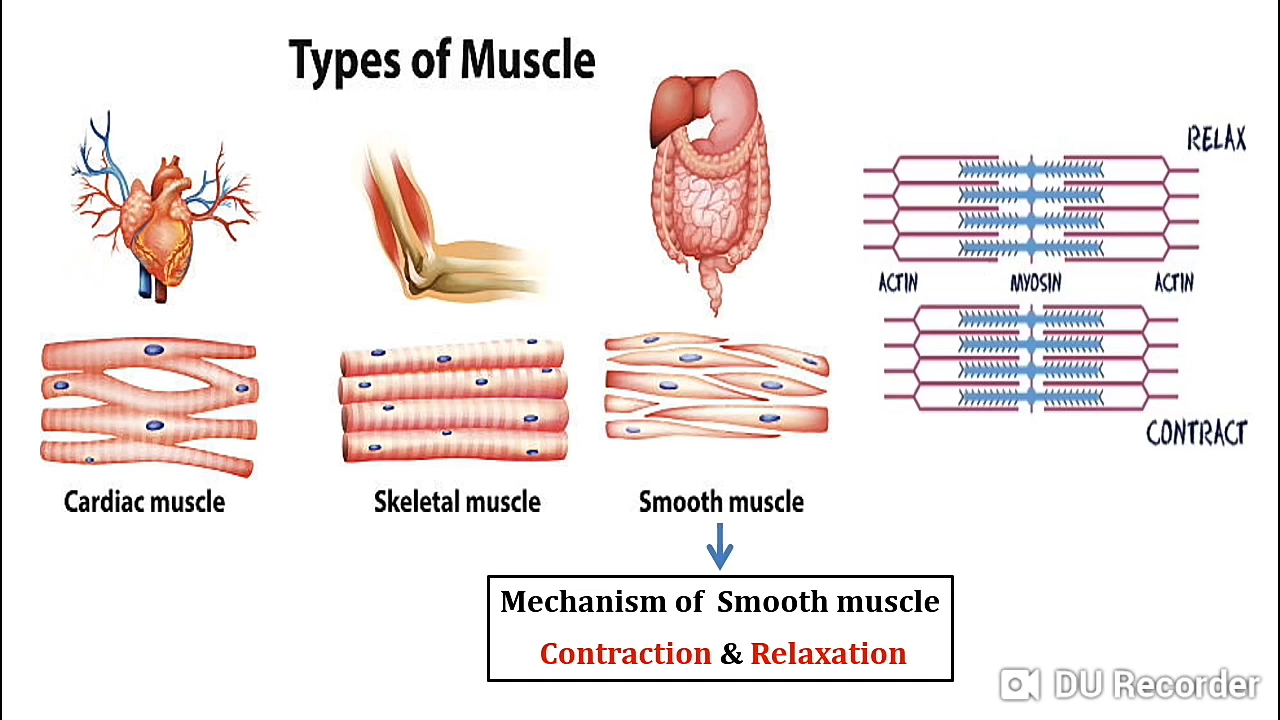 Types of Muscle
RELAX
ACTIN MYOSIN ACTIN
CONTRACT
Cardiac muscle
Skeletal muscle
Smooth muscle
Mechanism of Smooth muscle
Contraction & Relaxation
DU Recorder